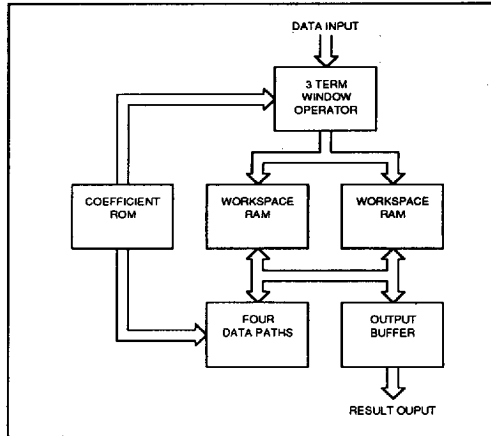 DATA INPUT
3 TERM
WINDOW
OPERATOR
COEFFICIENT
ROM
WORKSPACE
RAM
WORKSPACE
RAM
FOUR
DATA PATHS
OUTPUT
BUFFER
RESULT OUPUT